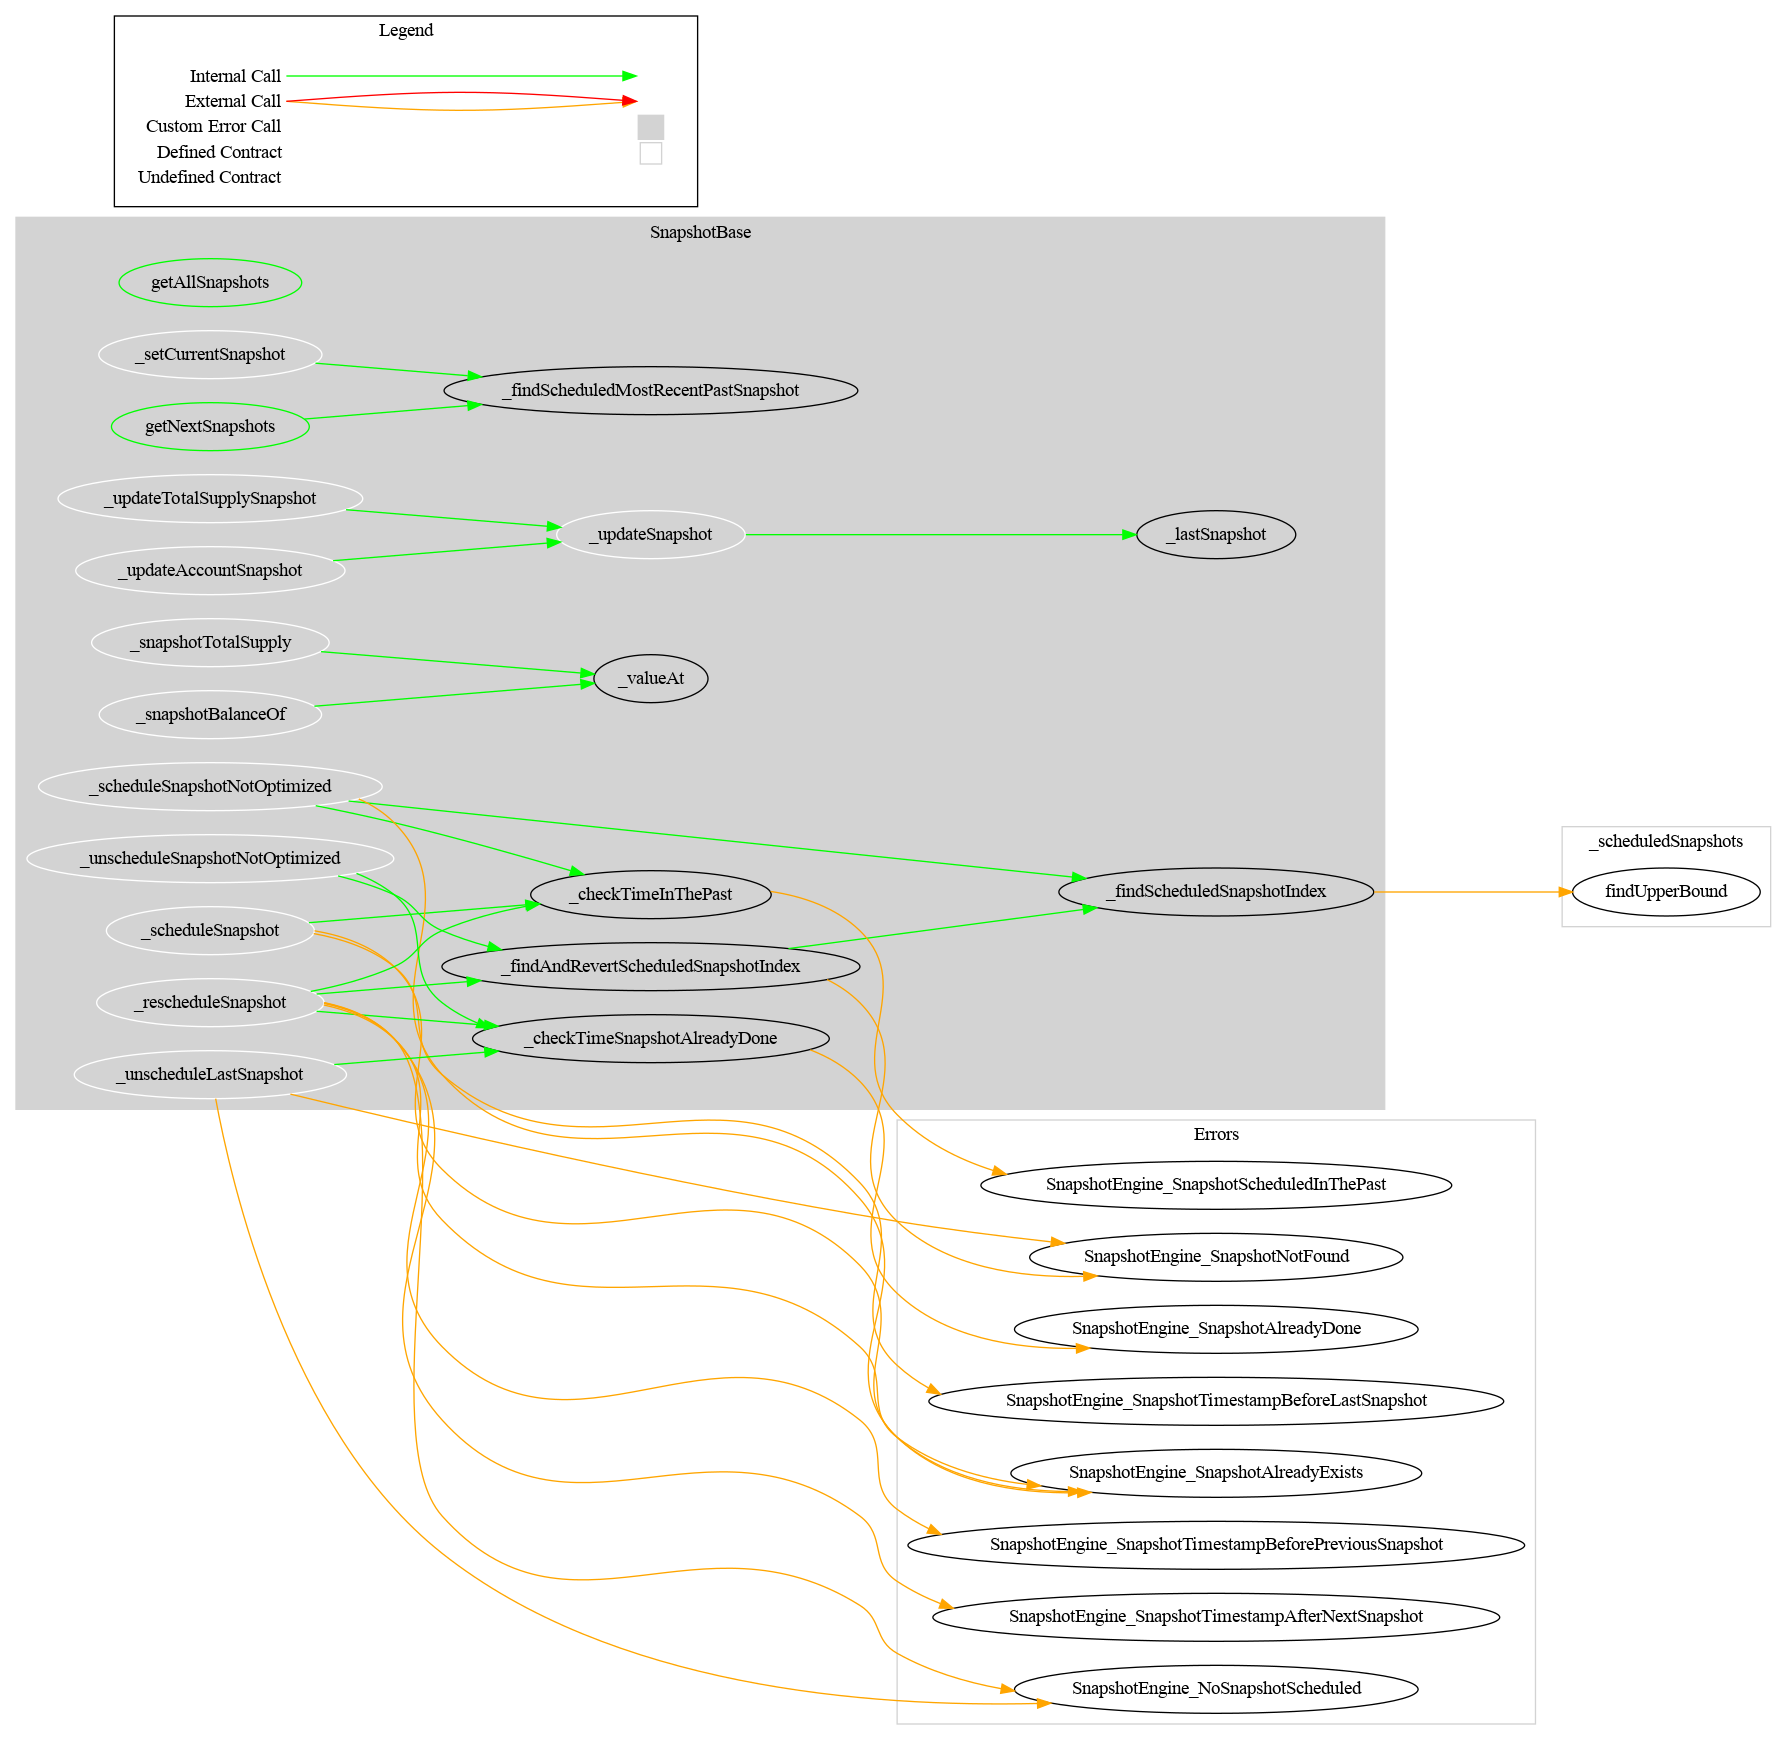 Legend
Internal Call
External Call
Custom Error Call
Defined Contract
Undefined Contract
SnapshotBase
getAllSnapshots
_setCurrentSnapshot
_findScheduledMostRecentPastSnapshot
getNextSnapshots
_updateTotalSupplySnapshot
_updateSnapshot
_lastSnapshot
_updateAccountSnapshot
_snapshotTotalSupply
_valueAt
_snapshotBalanceOf
_scheduleSnapshotNotOptimized
_unscheduleSnapshotNotOptimized
_checkTimeInThePast
_findScheduledSnapshotIndex
_scheduledSnapshots
findUpperBound
_scheduleSnapshot
_findAndRevertScheduledSnapshotIndex
_rescheduleSnapshot
_checkTimeSnapshotAlreadyDone
_unscheduleLastSnapshot
Errors
SnapshotEngine_SnapshotScheduledInThePast
SnapshotEngine_SnapshotNotFound
SnapshotEngine_SnapshotAlreadyDone
SnapshotEngine_SnapshotTimestampBeforeLastSnapshot
SnapshotEngine_SnapshotAlreadyExists
SnapshotEngine_SnapshotTimestampBeforePreviousSnapshot
SnapshotEngine_SnapshotTimestampAfterNextSnapshot
SnapshotEngine_NoSnapshotScheduled